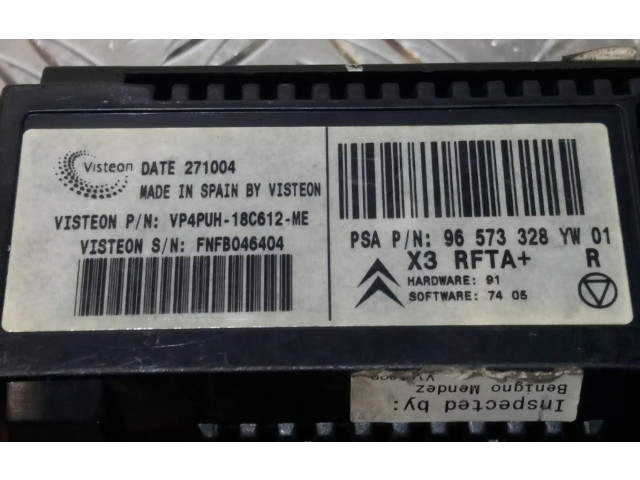 Visteon DATE 271004
MADE IN SPAIN BY VISTEON
VISTEON P/N: VP4PUH-18C612-ME
VISTEON S/N: FNFB046404
PSA P/N: 96 573 328 YW 01
X3 RFTA+ R
HARDWARE: 91
SOFTWARE: 74 05
Inspected by:
Benigno Mendez